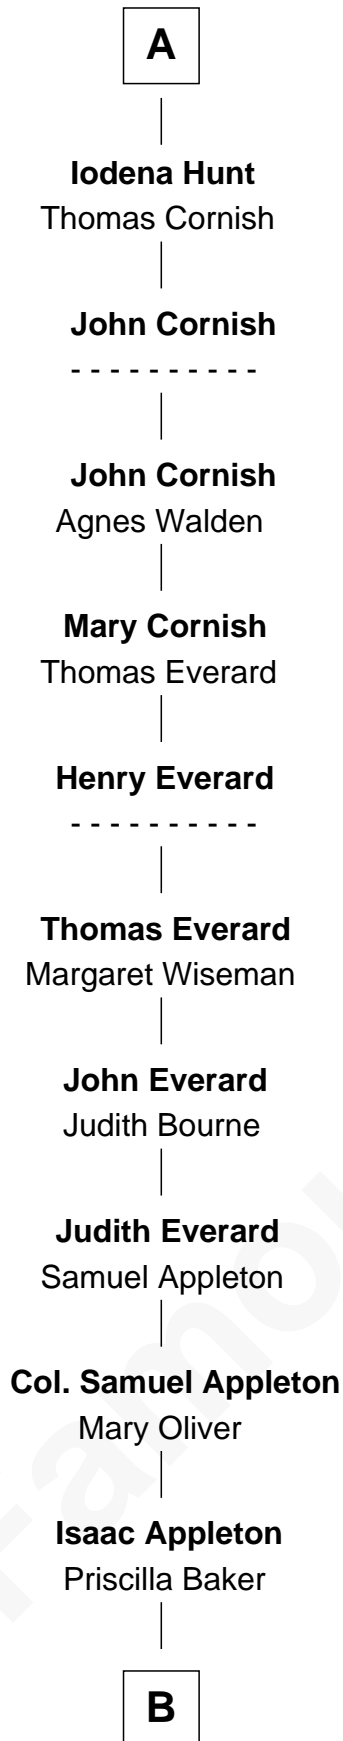 A
Iodena Hunt
Thomas Cornish
John Cornish
- - - - - - - - - -
John Cornish
Agnes Walden
Mary Cornish
Thomas Everard
Henry Everard
- - - - - - - - - -
Thomas Everard
Margaret Wiseman
John Everard
Judith Bourne
Judith Everard
Samuel Appleton
Col. Samuel Appleton
Mary Oliver
Isaac Appleton
Priscilla Baker
B